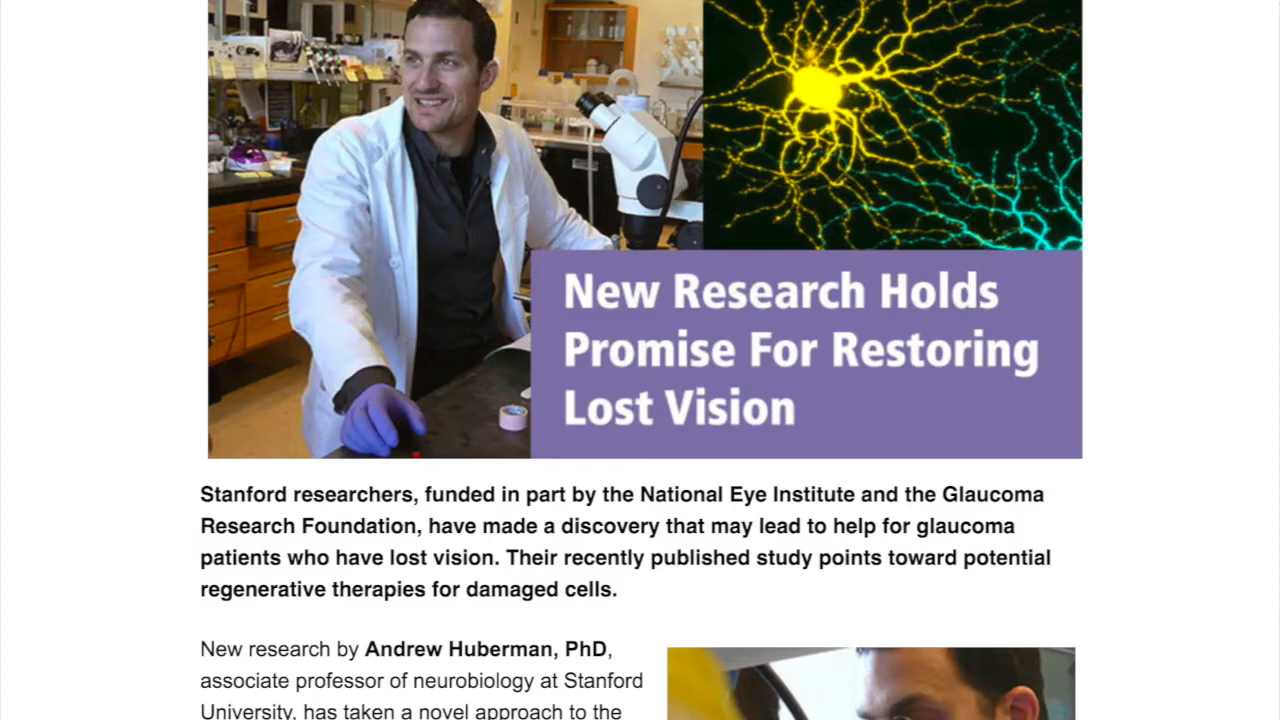 New Research Holds
Promise For Restoring
Lost Vision
Stanford researchers, funded in part by the National Eye Institute and the Glaucoma
Research Foundation, have made a discovery that may lead to help for glaucoma
patients who have lost vision. Their recently published study points toward potential
regenerative therapies for damaged cells.
New research by Andrew Huberman, PhD,
associate professor of neurobiology at Stanford
University, has taken a novel approach to the